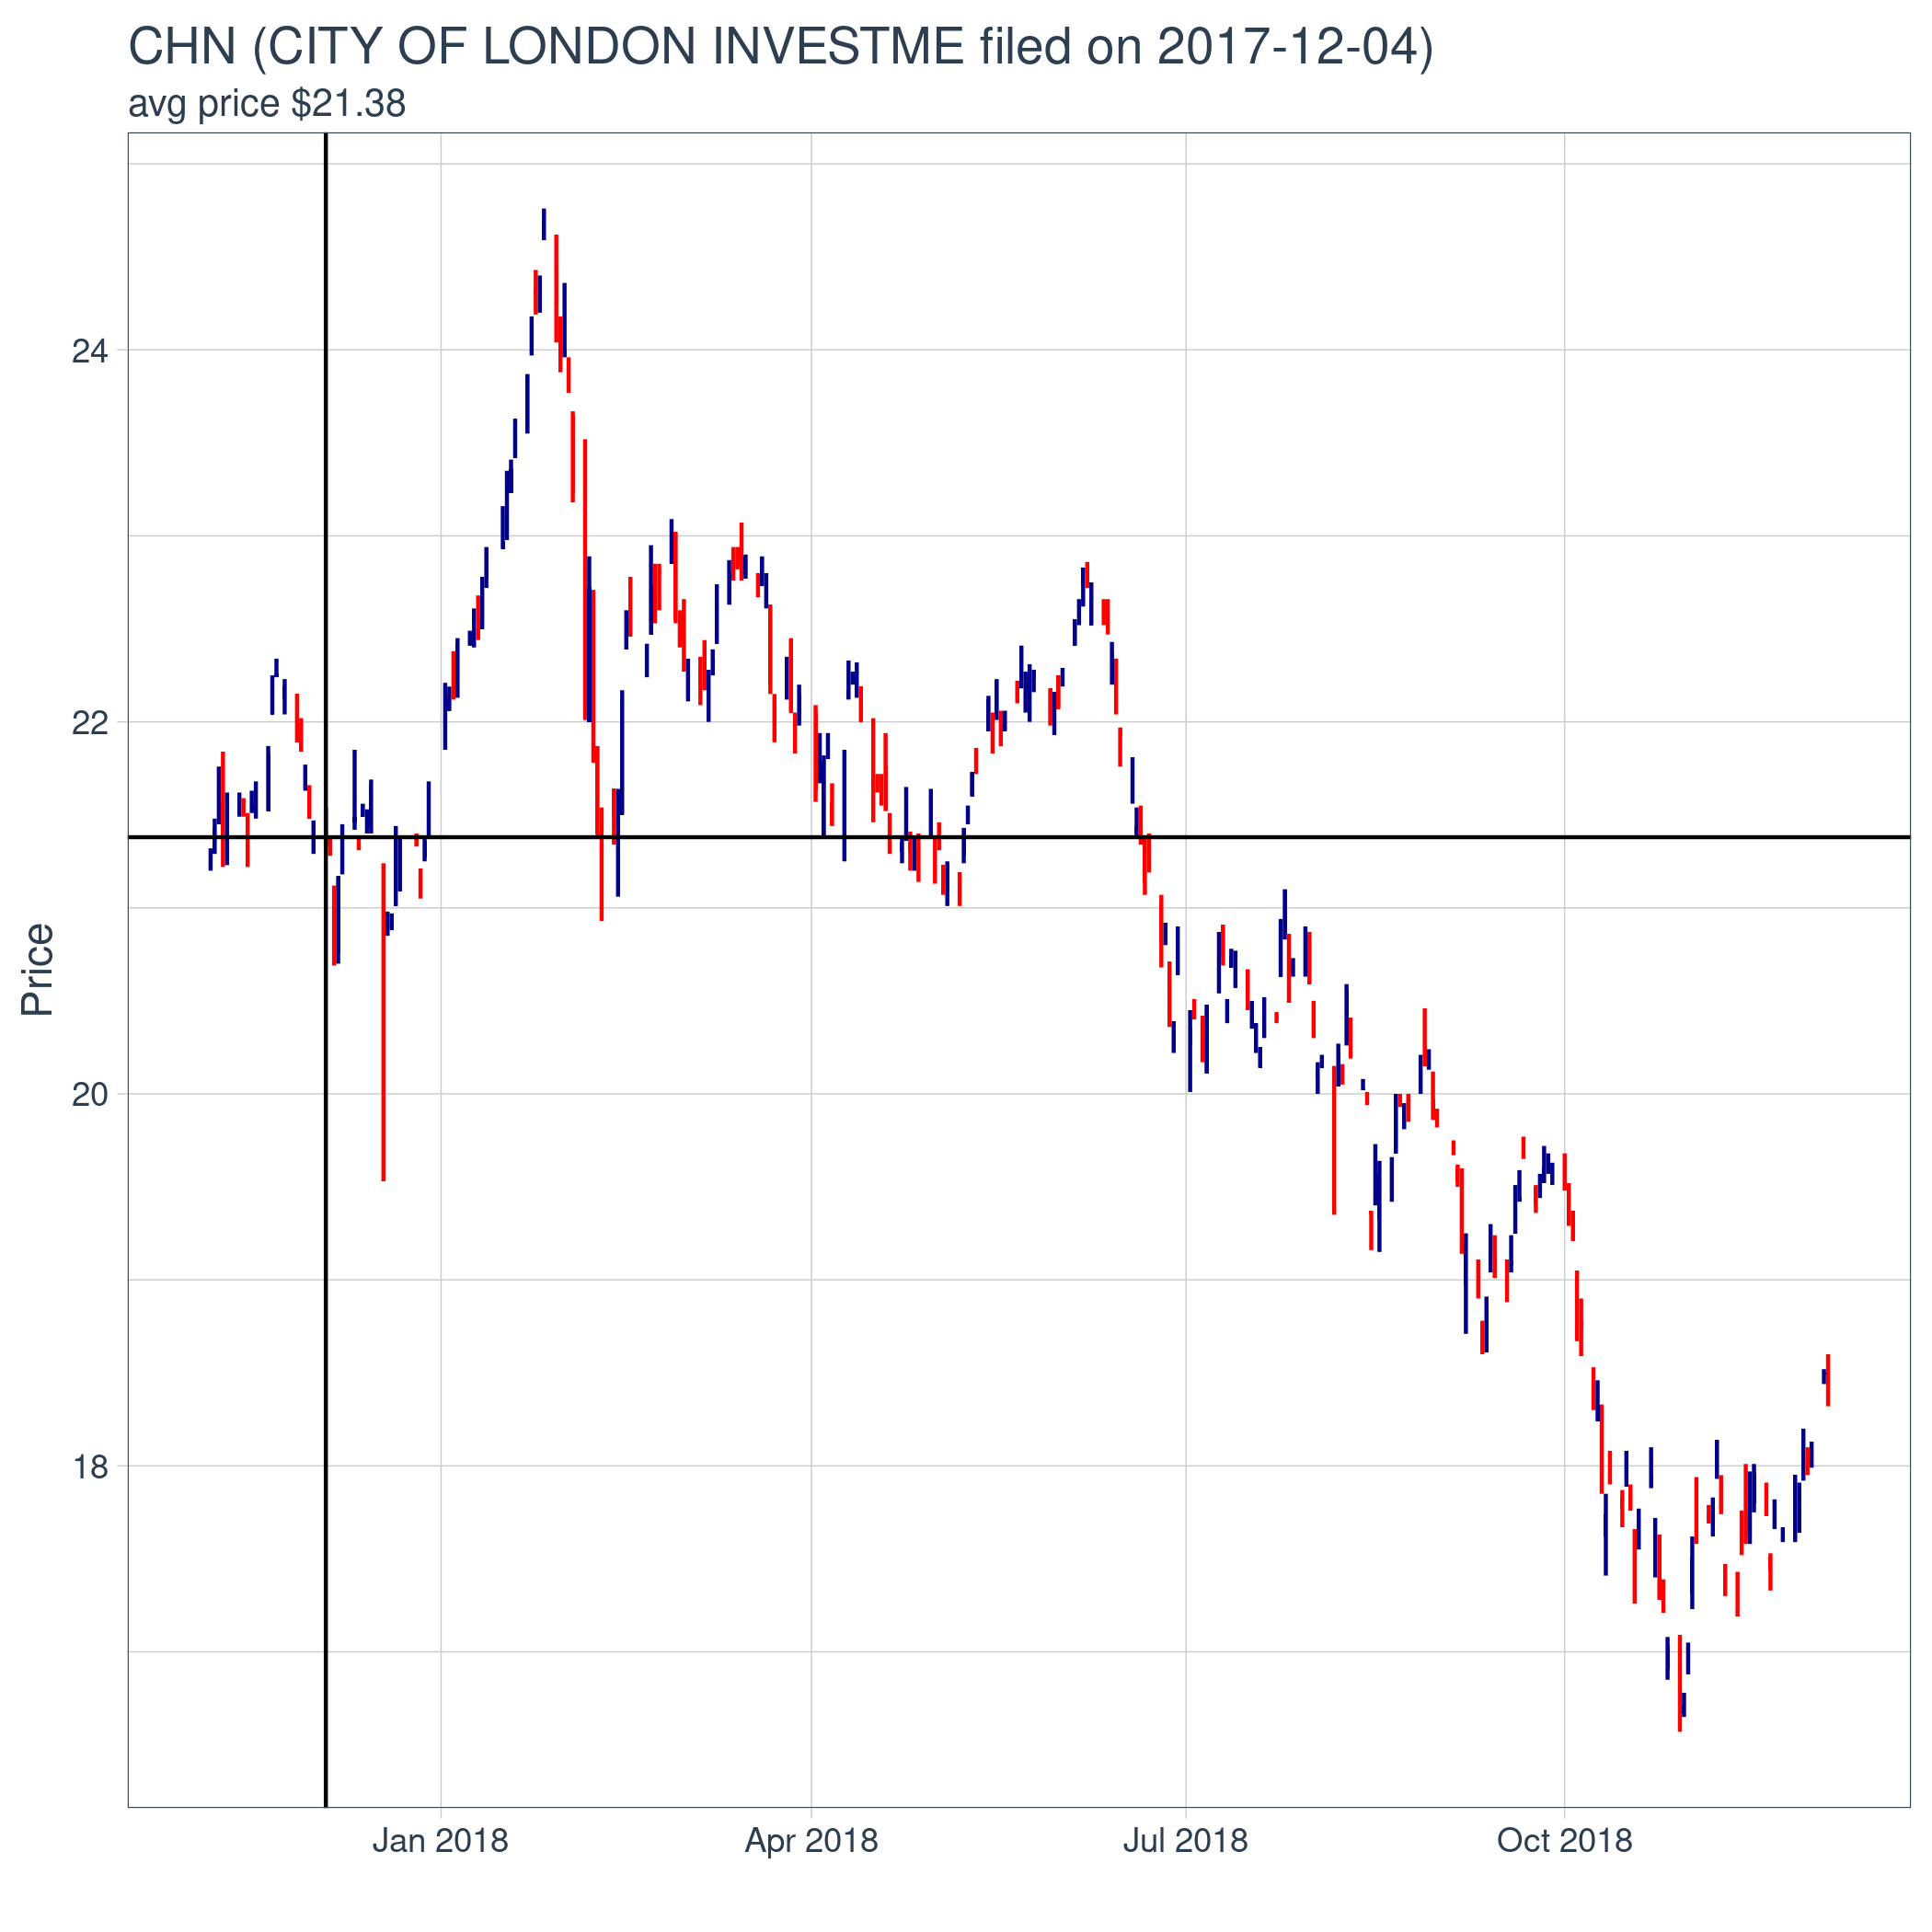 CHN (CITY OF LONDON INVESTME filed on 2017-12-04)
avg price $21.38
24
22
20
18
Price
Jan 2018 Apr 2018 Jul 2018 Oct 2018